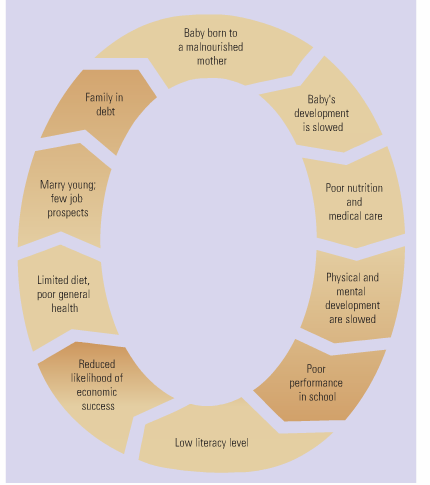 Baby born to
a malnourished
mother
Baby's
development
is slowed
Poor nutrition
and
medical care
Physical and
mental
development
are slowed
Poor
performance
in school
Low literacy level
Reduced
likelihood of
economic
success
Limited diet,
poor general
health
Marry young;
few job
prospects
Family in
debt